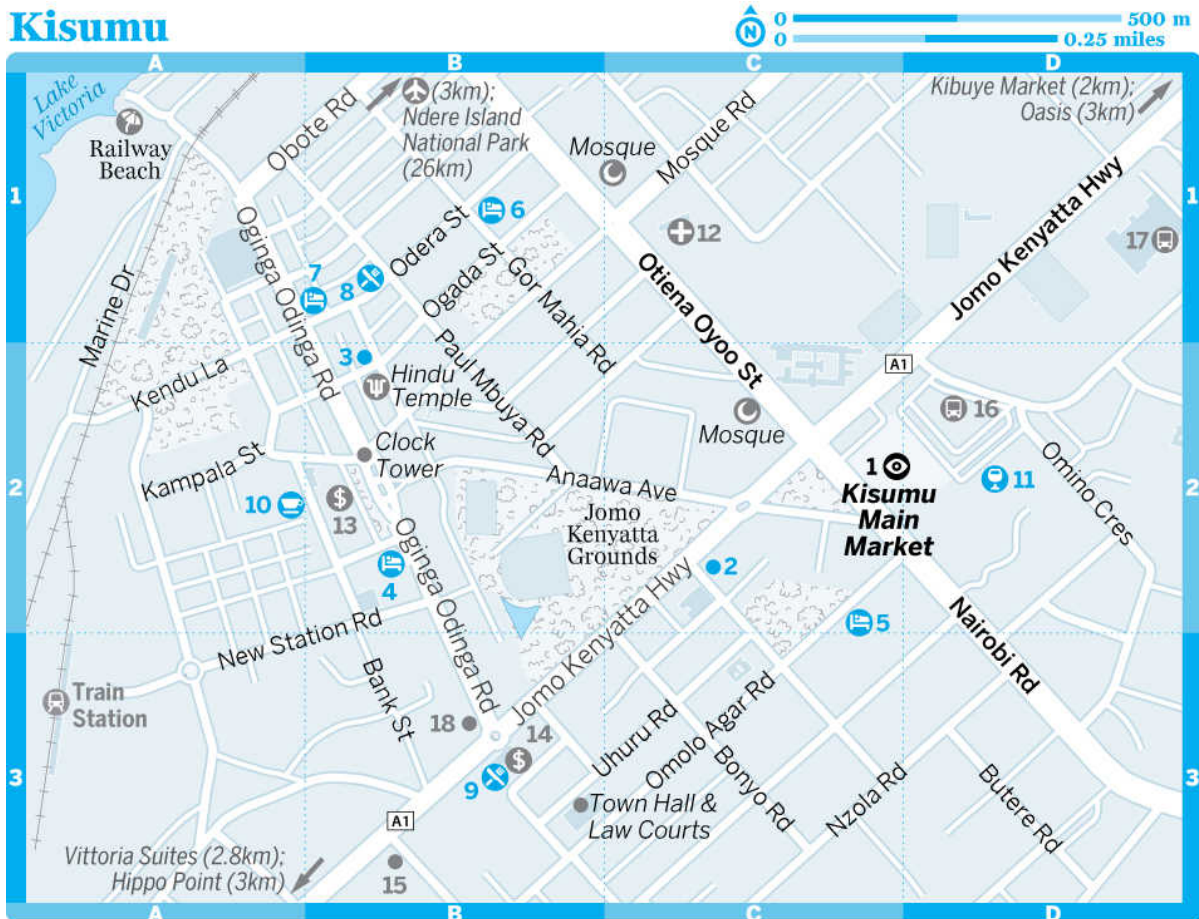 Kisumu
N
0
500 m
0
0.25 miles
A
B
C
D
Lake
Victoria
Railway
Beach
Obote Rd
(3km);
Ndere Island
National Park
(26km)
Mosque
Mosque Rd
Kibuye Market (2km);
Oasis (3km)
1
1
6
12
17
Jomo Kenyatta Hwy
Marine Dr
Oginga Odinga Rd
7
8
Odera St
Ogada St
Gor Mahia Rd
Otiena Oyoo St
3
Hindu
Temple
Paul Mbuya Rd
Kendu La
A1
16
Mosque
Clock
Tower
Kampala St
Anaawa Ave
1
Kisumu
Main
Market
11
Omino Cres
2
2
10
13
Jomo
Kenyatta
Grounds
4
Oginga Odinga Rd
2
Jomo Kenyatta Hwy
5
Nairobi Rd
New Station Rd
Train
Station
Bank St
18
14
9
Uhuru Rd
Omolo Agar Rd
Bonyo Rd
Nzola Rd
Butere Rd
3
3
Town Hall &
Law Courts
A1
Vittoria Suites (2.8km);
Hippo Point (3km)
15
A
B
C
D